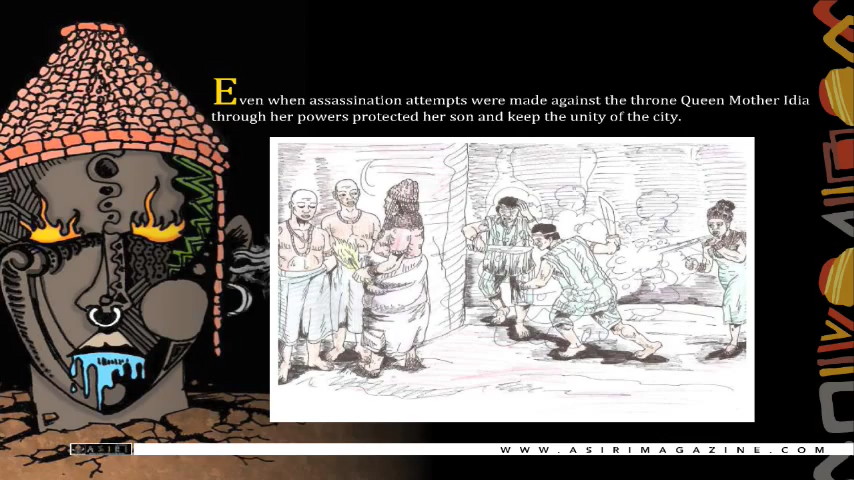 Even when assassination attempts were made against the throne Queen Mother Idia
through her powers protected her son and keep the unity of the city.
ASIRI
WWW.ASIRIMAGAZINE.COM